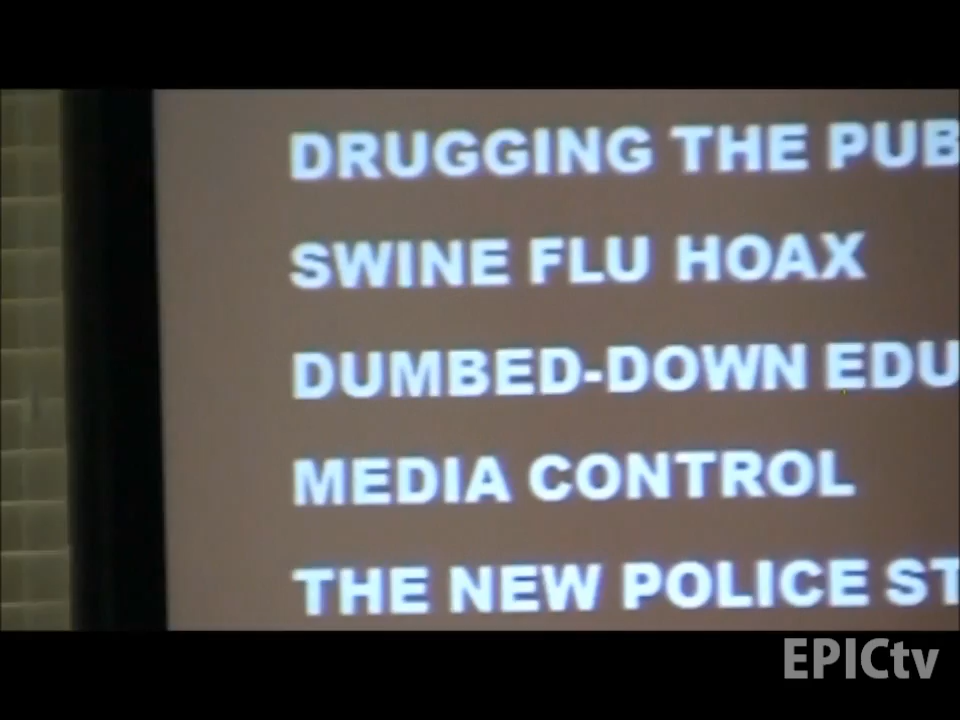 DRUGGING THE PUB
SWINE FLU HOAX
DUMBED-DOWN EDU
MEDIA CONTROL
THE NEW POLICE ST
EPICtv